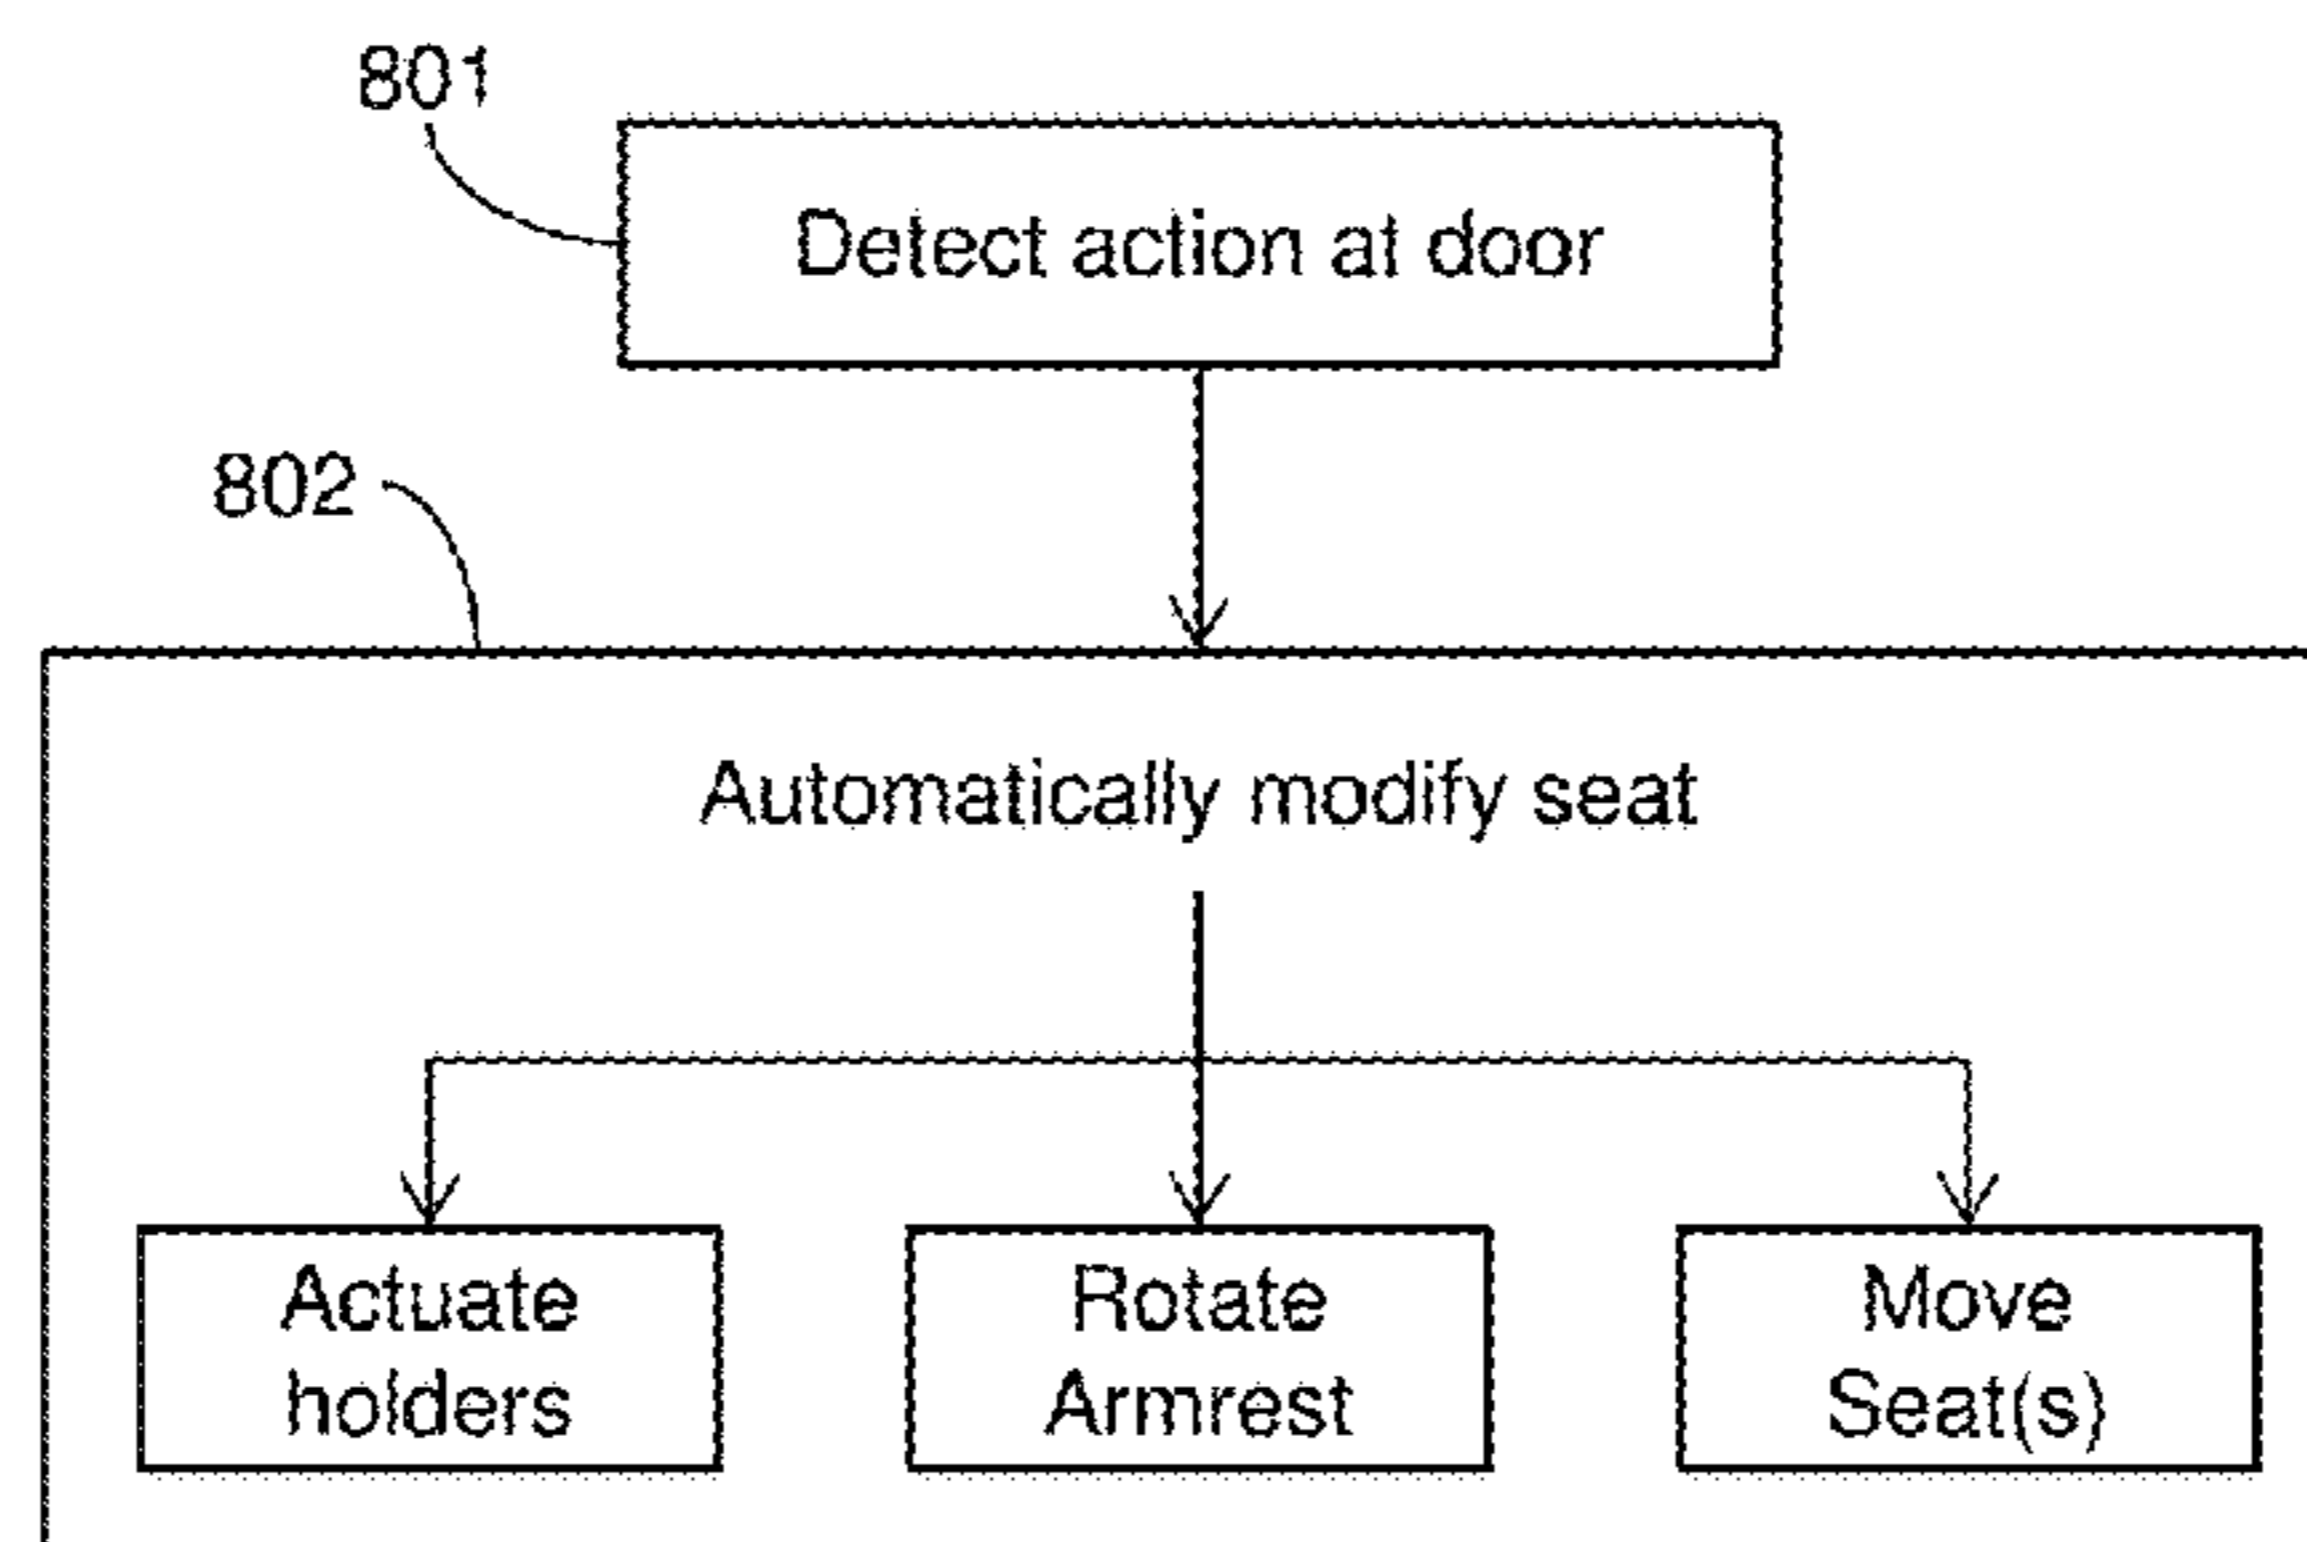 801
Detect action at door
802
Automatically modify seat
Actuate
holders
Rotate
Armrest
Move
Seat(s)